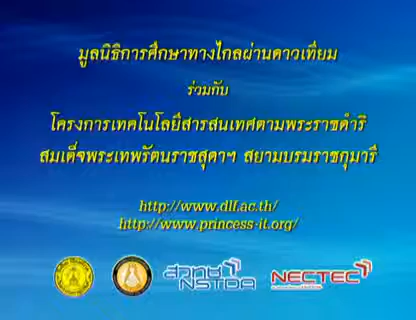 มูลนิธิการศึกษาทางไกลผ่านดาวเทียม
ร่วมกับ
โครงการเทคโนโลยีสารสนเทศตามพระราชดำริ
สมเด็จพระเทพรัตนราชสุดาฯ สยามบรมราชกุมารี
http://www.dlf.ac.th/
http://www.princess-it.org/
สวทช
NSTDA
NECTEC